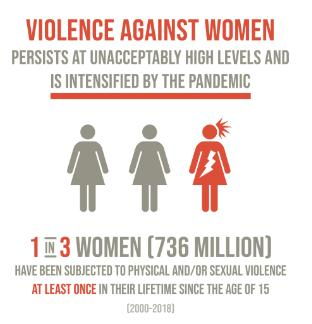 VIOLENCE AGAINST WOMEN
PERSISTS AT UNACCEPTABLY HIGH LEVELS AND
IS INTENSIFIED BY THE PANDEMIC
1 IN 3 WOMEN (736 MILLION)
HAVE BEEN SUBJECTED TO PHYSICAL AND/OR SEXUAL VIOLENCE
AT LEAST ONCE IN THEIR LIFETIME SINCE THE AGE OF 15
(2000-2018)